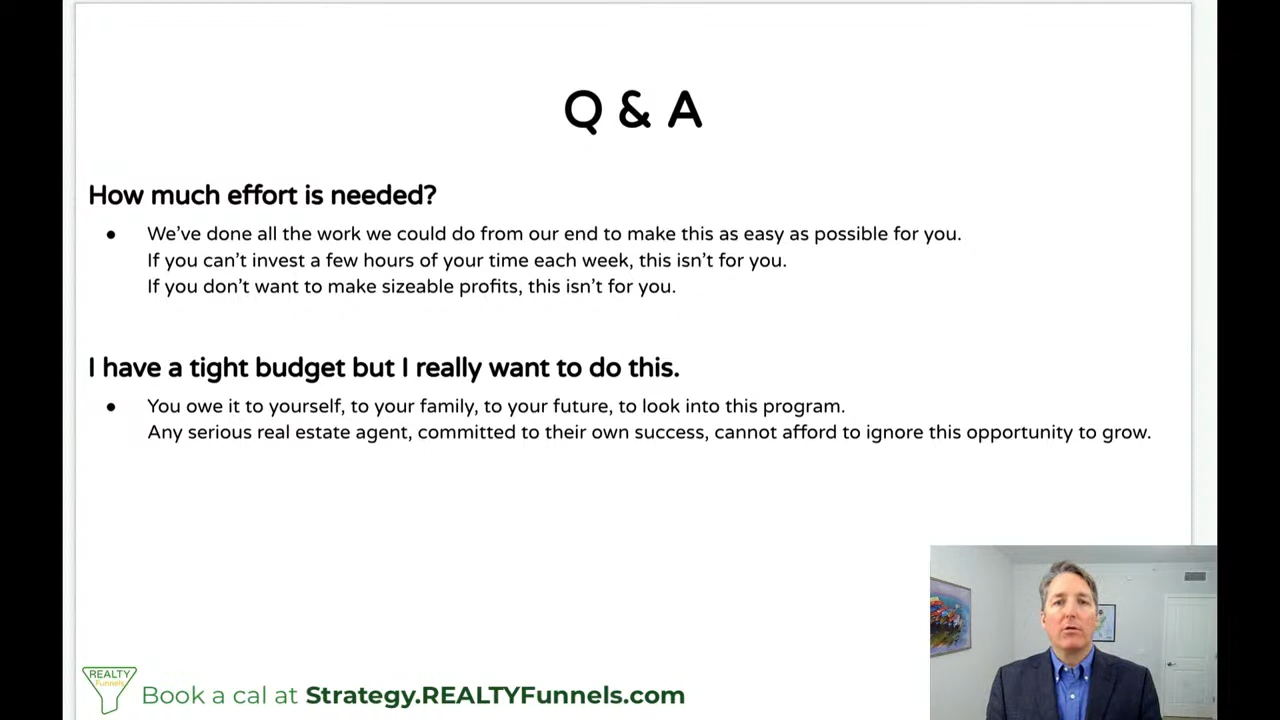 Q & A
How much effort is needed?
● We've done all the work we could do from our end to make this as easy as possible for you.
If you can't invest a few hours of your time each week, this isn't for you.
If you don't want to make sizeable profits, this isn't for you.
I have a tight budget but I really want to do this.
● You owe it to yourself, to your family, to your future, to look into this program.
Any serious real estate agent, committed to their own success, cannot afford to ignore this opportunity to grow.
REALTY
Funnels
Book a cal at Strategy.REALTYFunnels.com